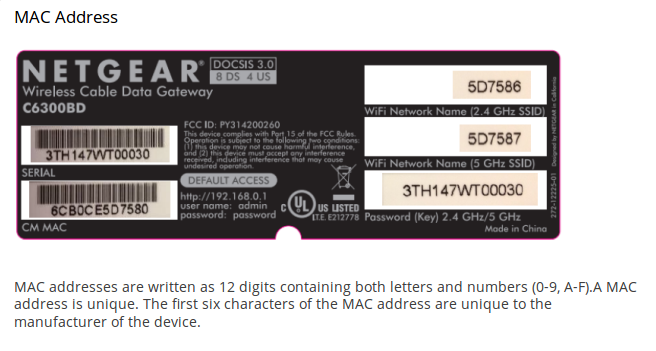 MAC Address
NETGEAR®
DOCSIS 3.0
8 DS 4 US
Wireless Cable Data Gateway
C6300BD
3TH147WT00030
SERIAL
6CB0CE5D7580
CM MAC
FCC ID: PY314200260
This device complies with Part 15 of the FCC Rules.
Operation is subject to the following two conditions:
(1) this device may not cause harmful interference,
and (2) this device must accept any interference
received, including interference that may cause
undesired operation.
DEFAULT ACCESS
http://192.168.0.1
user name: admin
password: password
C UL US LISTED
I.T.E. E212778
5D7586
WiFi Network Name (2.4 GHz SSID)
5D7587
WiFi Network Name (5 GHz SSID)
3TH147WT00030
Password (Key) 2.4 GHz/5 GHz
Made in China
272-12225-01 Designed by NETGEAR in California
MAC addresses are written as 12 digits containing both letters and numbers (0-9, A-F).A MAC
address is unique. The first six characters of the MAC address are unique to the
manufacturer of the device.